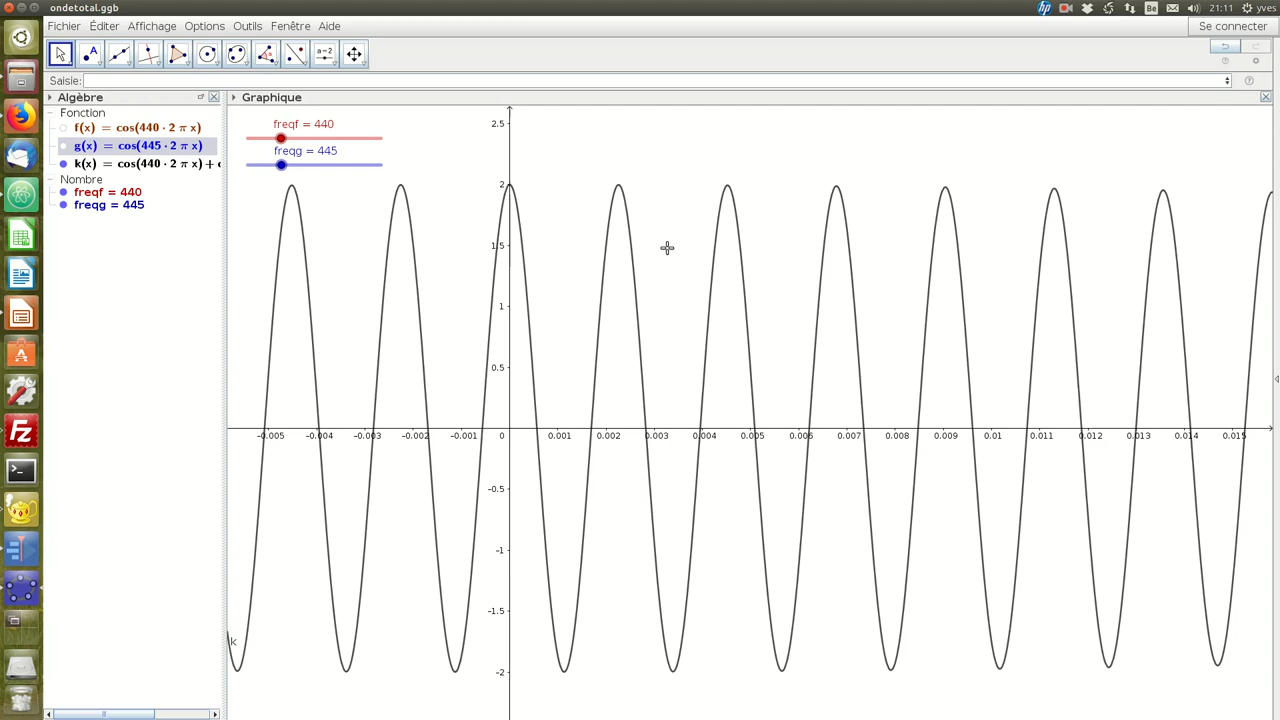 ondetotal.ggb
Be
21:11
yves
Fichier Éditer Affichage Options Outils Fenêtre Aide
Se connecter
A
a=2
Saisie:
Algèbre
Graphique
Fonction
f(x) = cos(440 · 2 π x)
g(x) = cos(445 · 2 π x)
k(x) = cos(440 · 2 π x) +
Nombre
freqf = 440
freqg = 445
freqf = 440
freqg = 445
2.5
2
1.5
1
0.5
-0.005 -0.004 -0.003 -0.002 -0.001 0 0.001 0.002 0.003 0.004 0.005 0.006 0.007 0.008 0.009 0.01 0.011 0.012 0.013 0.014 0.015
-0.5
-1
-1.5
k
-2
hp
A
Fz
>_